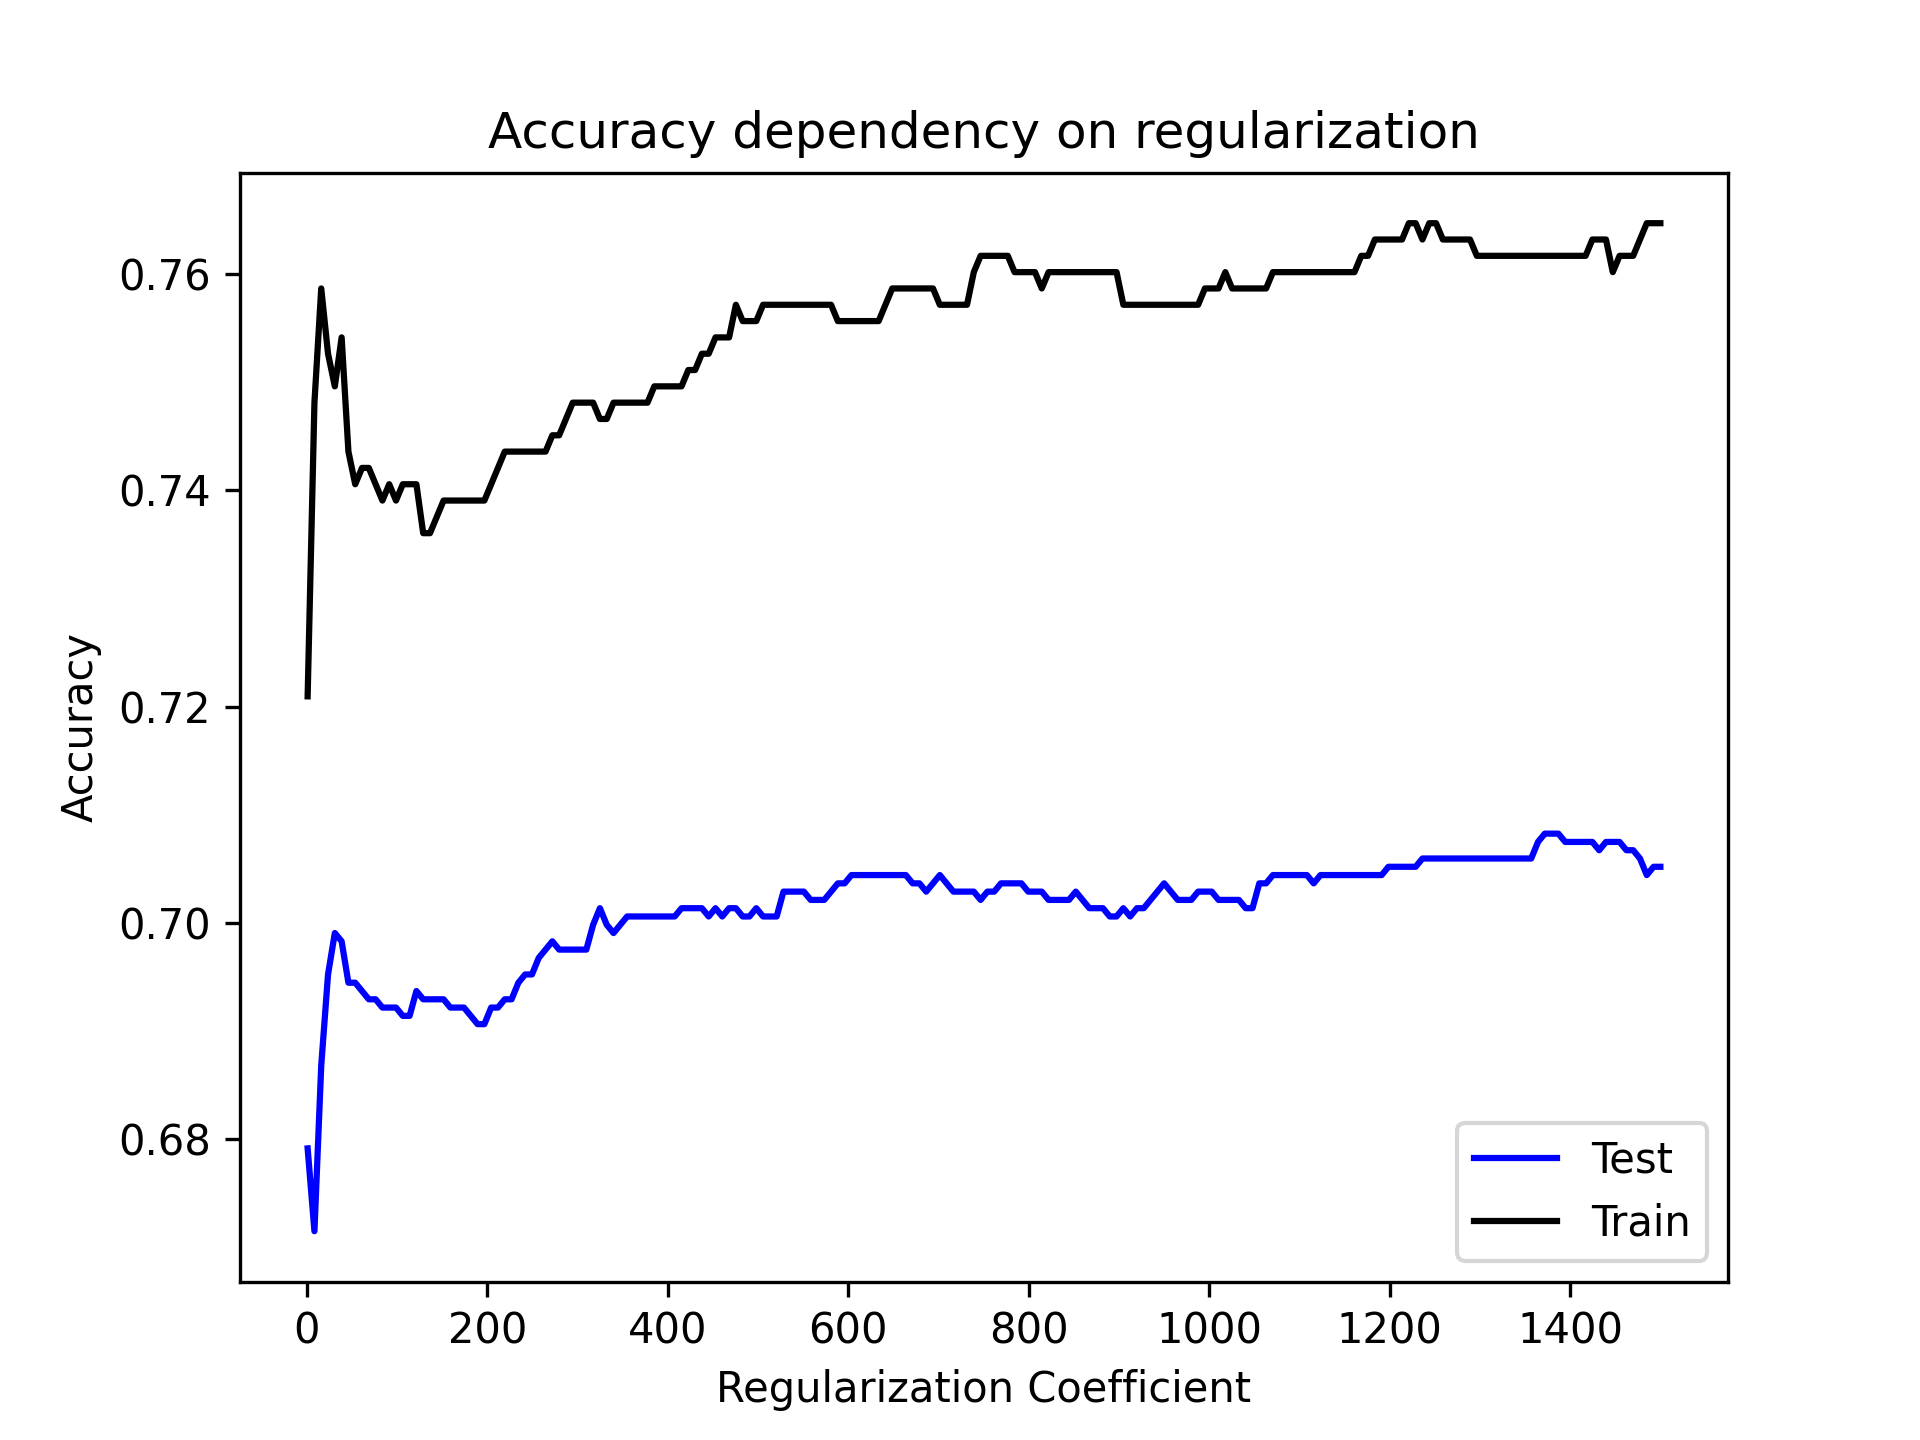 Accuracy dependency on regularization
0.76
0.74
0.72
0.70
0.68
Accuracy
0 200 400 600 800 1000 1200 1400
Regularization Coefficient
Test
Train